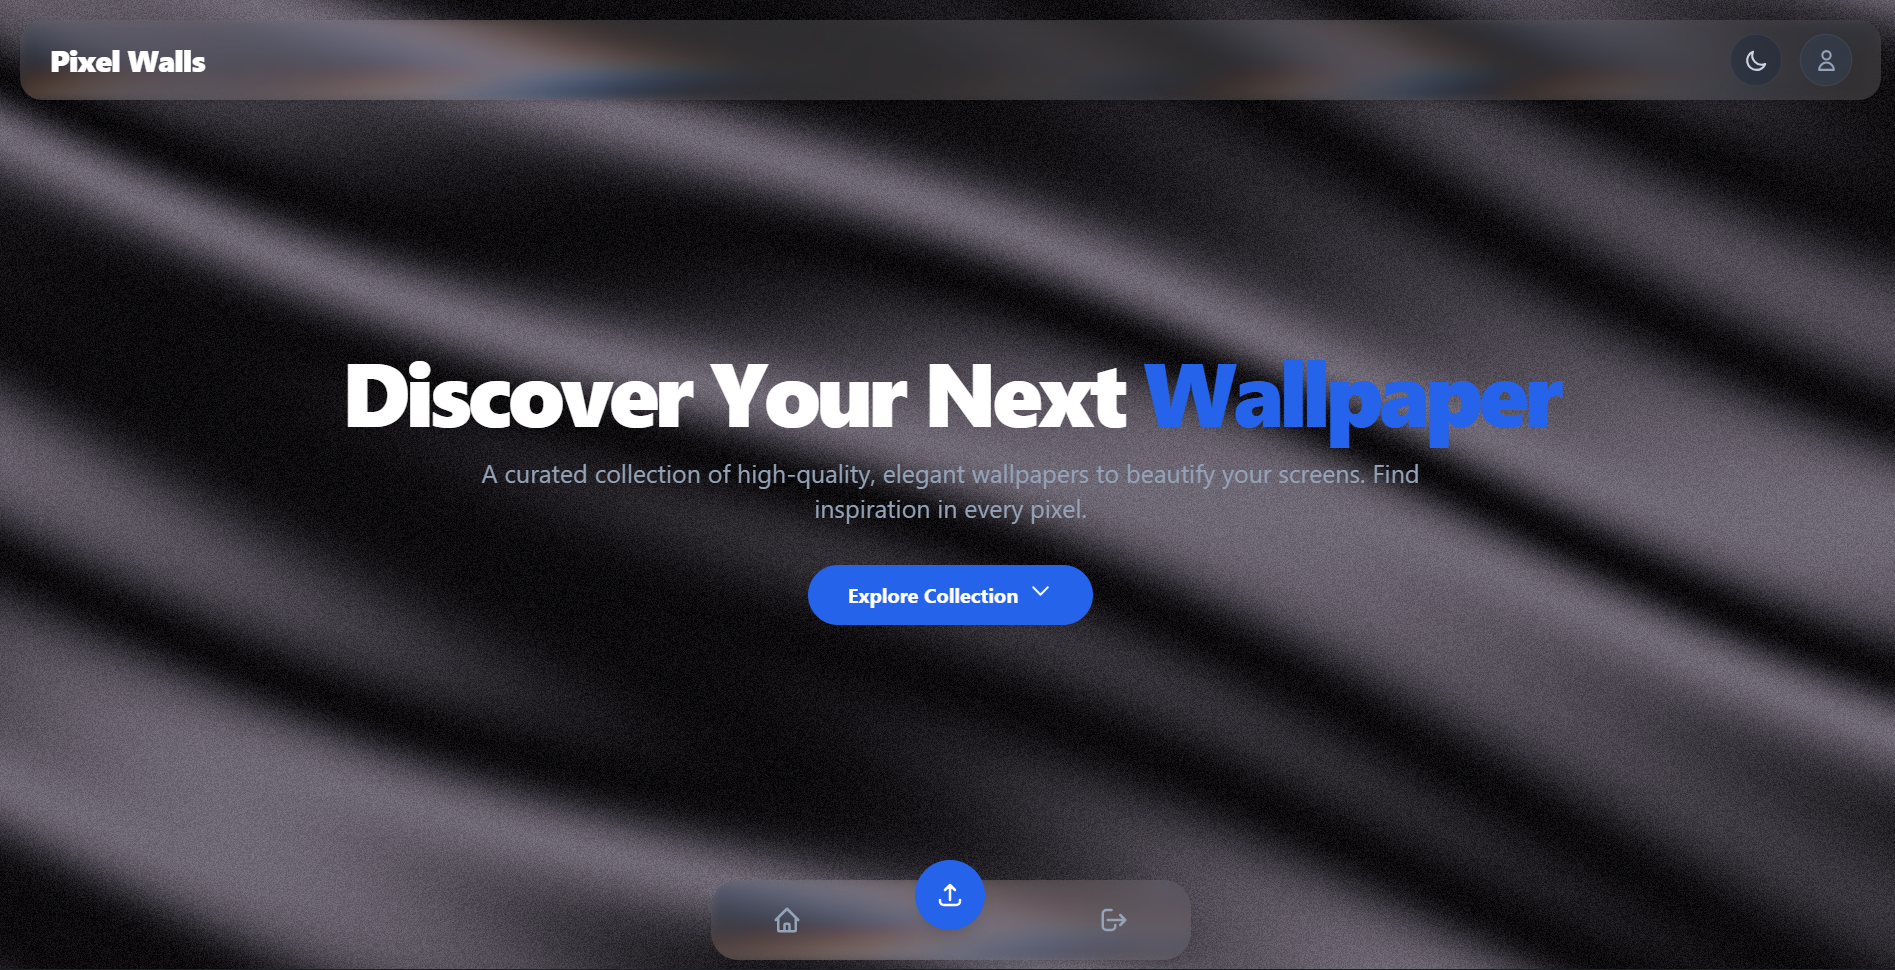 Pixel Walls
Discover Your Next Wallpaper
A curated collection of high-quality, elegant wallpapers to beautify your screens. Find
inspiration in every pixel.
Explore Collection